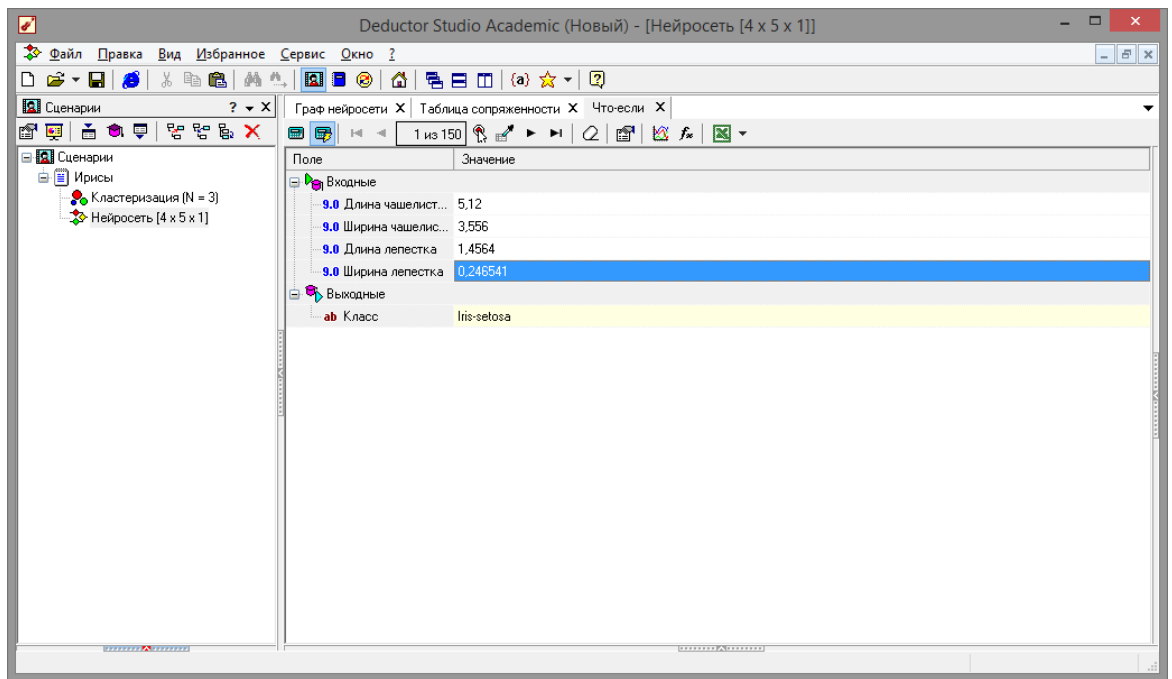 Deductor Studio Academic (Новый) - [Нейросеть [4 x 5 x 1]]
Файл Правка Вид Избранное Сервис Окно ?
{a}
Сценарии ?
Граф нейросети Таблица сопряженности Что-если
1 из 150
Сценарии
Ирисы
Кластеризация (N = 3)
Нейросеть [4 x 5 x 1]
Поле Значение
Входные
9.0 Длина чашелист... 5,12
9.0 Ширина чашелис... 3,556
9.0 Длина лепестка 1,4564
9.0 Ширина лепестка 0,246541
Выходные
ab Класс Iris-setosa